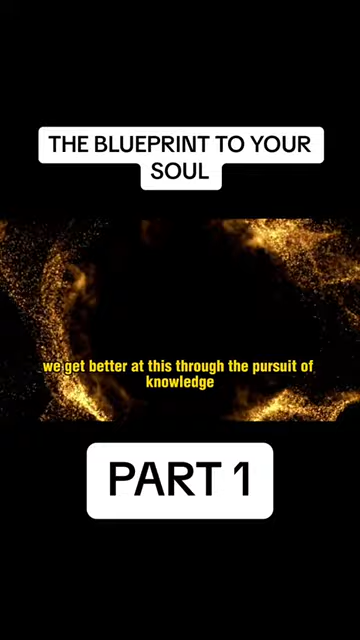 THE BLUEPRINT TO YOUR
SOUL
we get better at this through the pursuit of
knowledge
PART 1